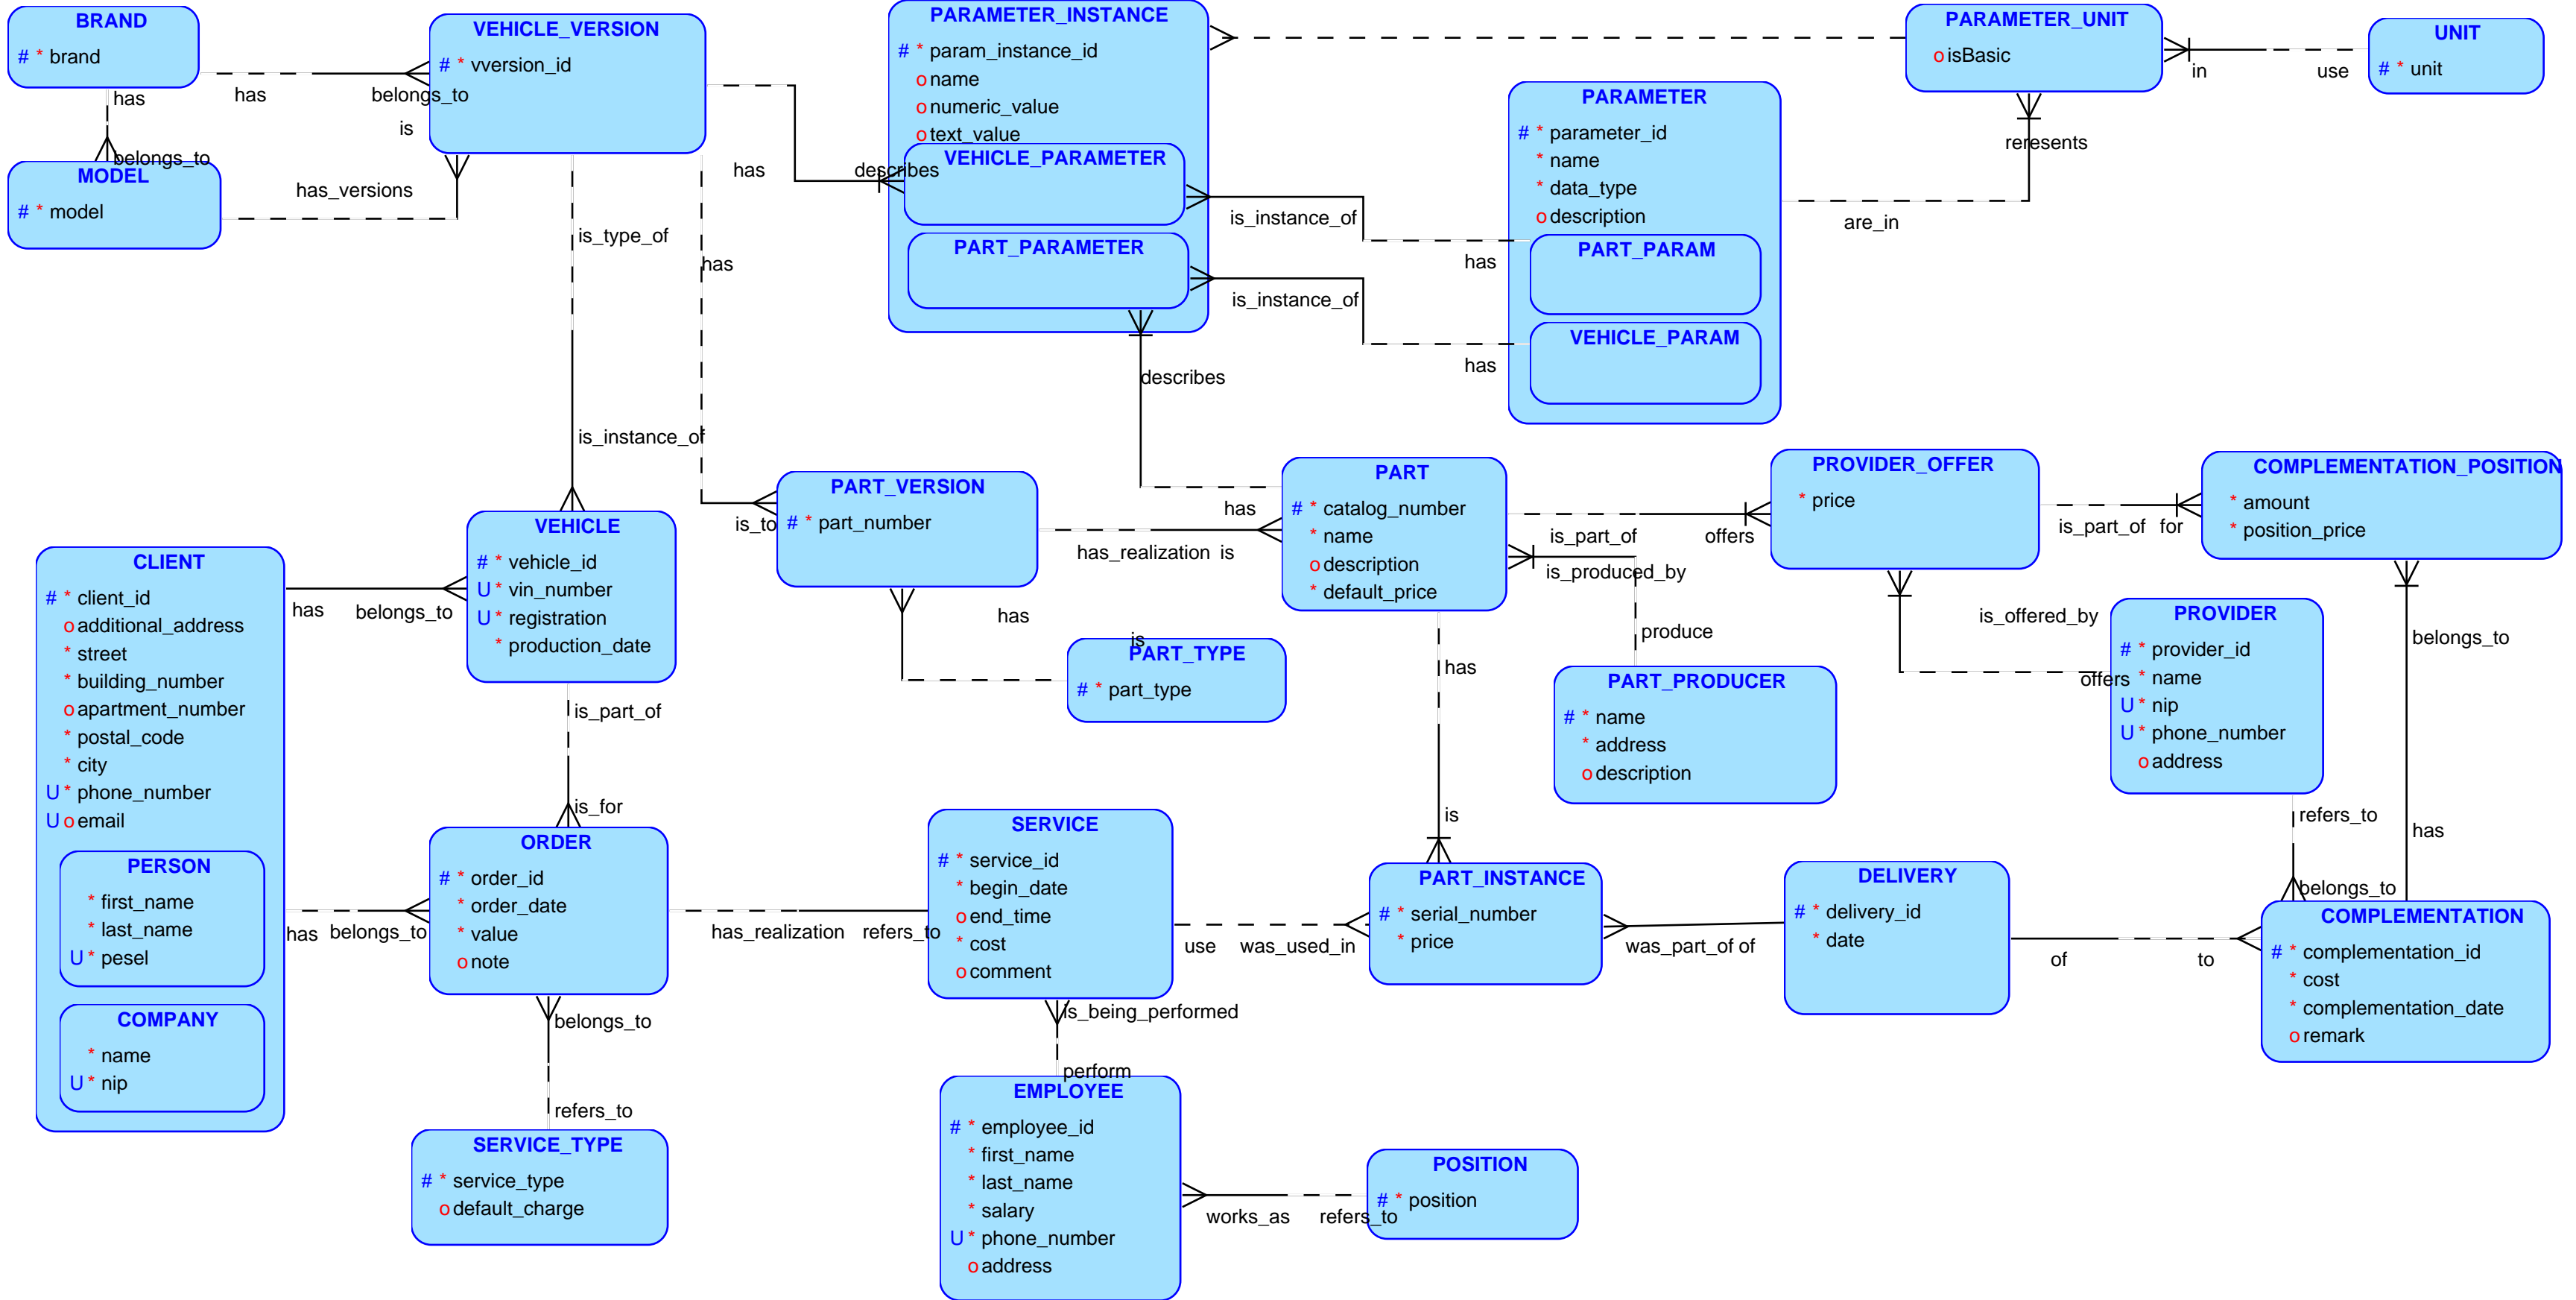 BRAND
# * brand
has
belongs_to
has
belongs_to
MODEL
# * model
is
has_versions
VEHICLE_VERSION
# * vversion_id
has
describes
is_type_of
is_instance_of
has
is_to
PARAMETER_INSTANCE
# * param_instance_id
o name
o numeric_value
o text_value
VEHICLE_PARAMETER
PART_PARAMETER
is_instance_of
has
is_instance_of
has
describes
has
PARAMETER
# * parameter_id
* name
* data_type
o description
PART_PARAM
VEHICLE_PARAM
are_in
reresents
PARAMETER_UNIT
o isBasic
in
use
UNIT
# * unit
CLIENT
# * client_id
o additional_address
* street
* building_number
o apartment_number
* postal_code
* city
U * phone_number
U o email
PERSON
* first_name
* last_name
U * pesel
COMPANY
* name
U * nip
has
belongs_to
has
belongs_to
VEHICLE
# * vehicle_id
U * vin_number
U * registration
* production_date
is_part_of
is_for
ORDER
# * order_id
* order_date
* value
o note
belongs_to
refers_to
SERVICE_TYPE
# * service_type
o default_charge
has_realization
refers_to
PART_VERSION
# * part_number
has_realization
is
has
is
PART_TYPE
# * part_type
PART
# * catalog_number
* name
o description
* default_price
is_part_of
offers
is_produced_by
produce
PART_PRODUCER
# * name
* address
o description
has
is
PROVIDER_OFFER
* price
is_part_of
for
COMPLEMENTATION_POSITION
* amount
* position_price
is_offered_by
offers
PROVIDER
# * provider_id
* name
U * nip
U * phone_number
o address
belongs_to
has
refers_to
belongs_to
SERVICE
# * service_id
* begin_date
o end_time
* cost
o comment
use
was_used_in
PART_INSTANCE
# * serial_number
* price
was_part_of
of
DELIVERY
# * delivery_id
* date
of
to
COMPLEMENTATION
# * complementation_id
* cost
* complementation_date
o remark
is_being_performed
perform
EMPLOYEE
# * employee_id
* first_name
* last_name
* salary
U * phone_number
o address
works_as
refers_to
POSITION
# * position